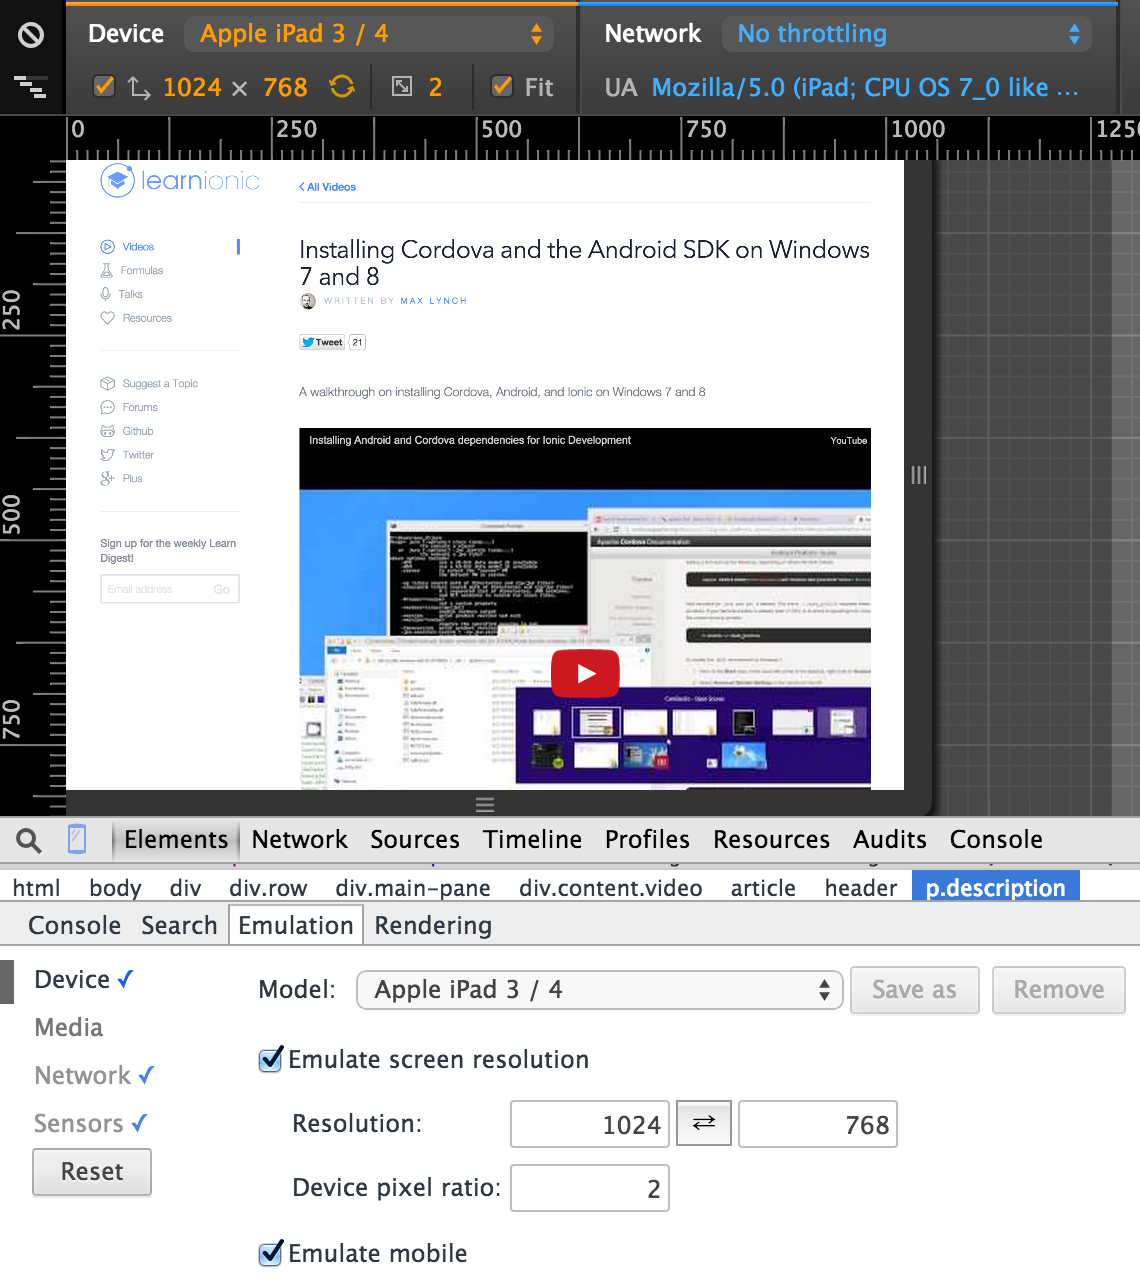 Device Apple iPad 3 / 4 Network No throttling
1024 × 768 2 Fit UA Mozilla/5.0 (iPad; CPU OS 7_0 like ...
0 250 500 750 1000 125
250
500
750
learnionic
All Videos
Videos
Formulas
Talks
Resources
Suggest a Topic
Forums
Github
Twitter
Plus
Sign up for the weekly Learn
Digest!
Email address Go
Installing Cordova and the Android SDK on Windows
7 and 8
WRITTEN BY MAX LYNCH
Tweet 21
A walkthrough on installing Cordova, Android, and Ionic on Windows 7 and 8
Installing Android and Cordova dependencies for Ionic Development YouTube
Elements Network Sources Timeline Profiles Resources Audits Console
html body div div.row div.main-pane div.content.video article header p.description
Console Search Emulation Rendering
Device ✓
Media
Network ✓
Sensors ✓
Reset
Model: Apple iPad 3 / 4 Save as Remove
Emulate screen resolution
Resolution: 1024 768
Device pixel ratio: 2
Emulate mobile